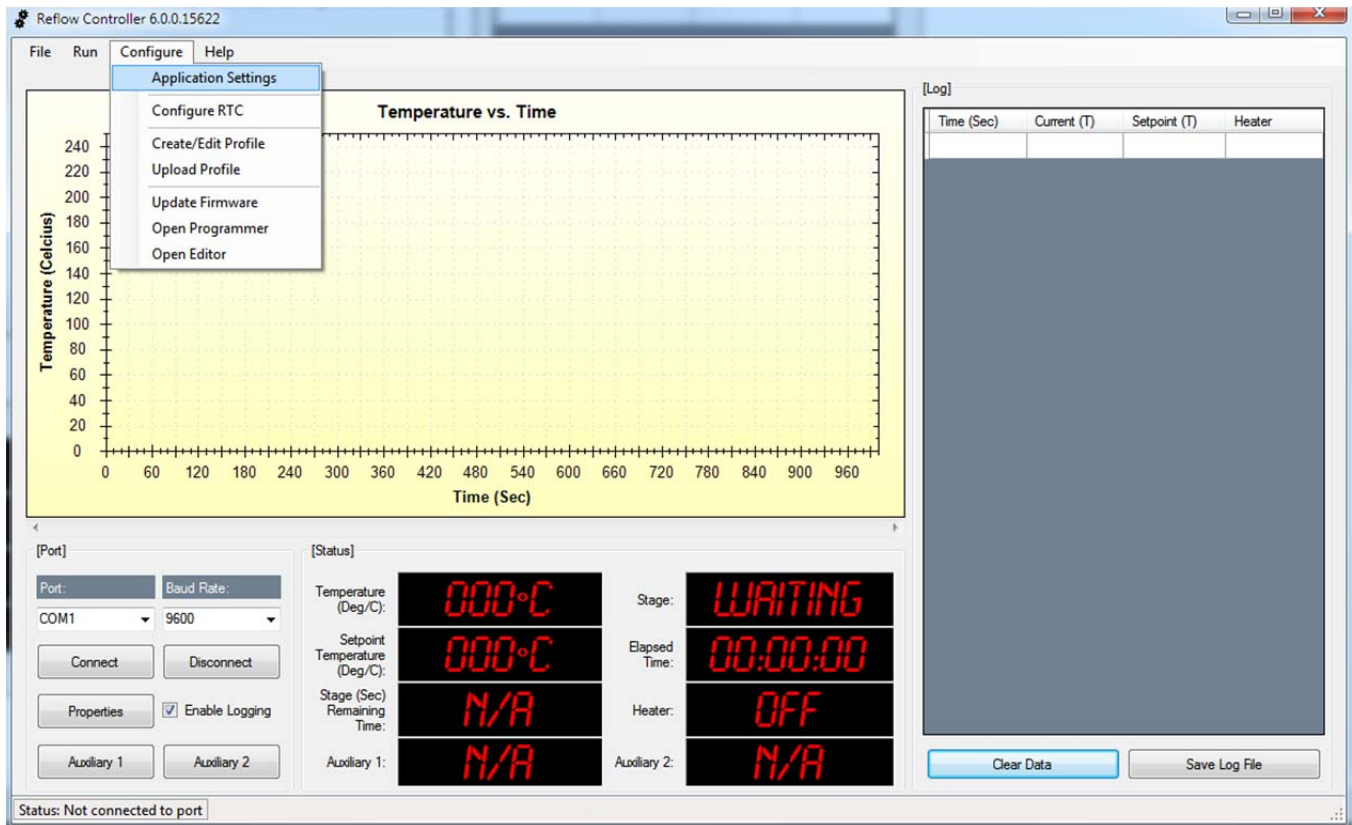 Reflow Controller 6.0.0.15622
File Run Configure Help
Application Settings
Configure RTC
Create/Edit Profile
Upload Profile
Update Firmware
Open Programmer
Open Editor
Temperature vs. Time
240
220
200
180
160
140
120
100
80
60
40
20
0
Temperature (Celcius)
0 60 120 180 240 300 360 420 480 540 600 660 720 780 840 900 960
Time (Sec)
[Log]
Time (Sec) Current (T) Setpoint (T) Heater
[Port]
Port: Baud Rate:
COM1 9600
Connect Disconnect
Properties Enable Logging
Auxiliary 1 Auxiliary 2
[Status]
Temperature
(Deg/C):
000°C
Stage:
WAITING
Setpoint
Temperature
(Deg/C):
000°C
Elapsed
Time:
00:00:00
Stage (Sec)
Remaining
Time:
N/A
Heater:
OFF
Auxiliary 1:
N/A
Auxiliary 2:
N/A
Clear Data Save Log File
Status: Not connected to port